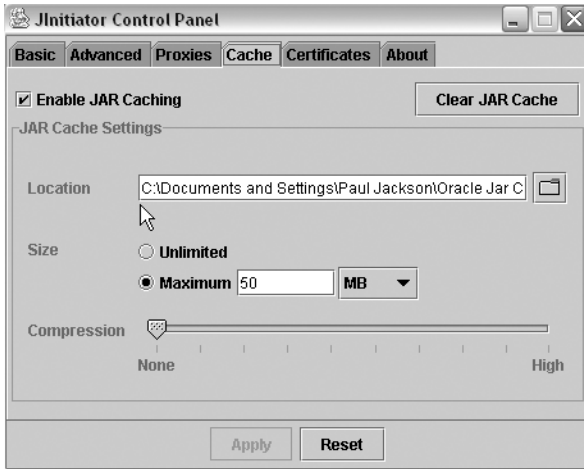 JInitiator Control Panel
Basic Advanced Proxies Cache Certificates About
Enable JAR Caching
Clear JAR Cache
JAR Cache Settings
Location C:\Documents and Settings\Paul Jackson\Oracle Jar C
Size Unlimited
Maximum 50 MB
Compression
None High
Apply Reset